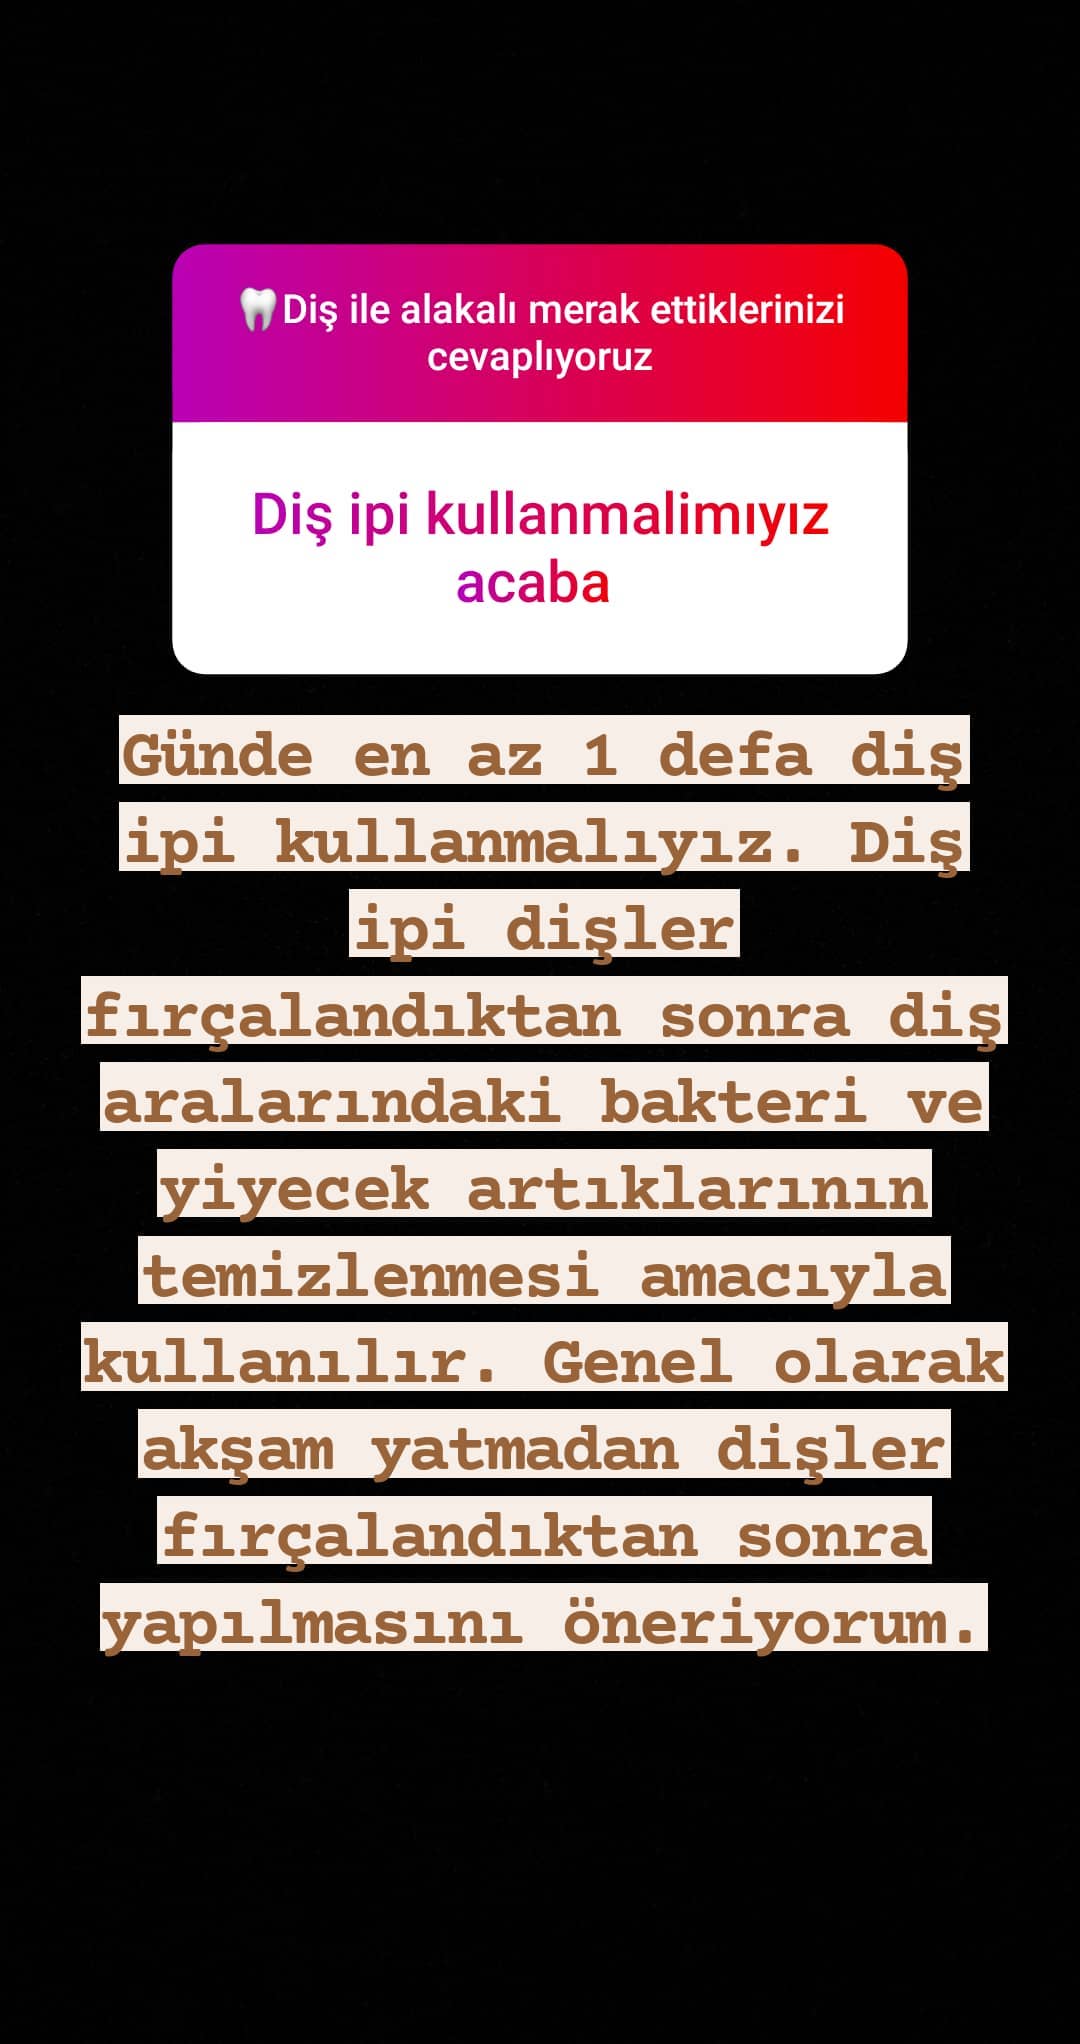 🦷Diş ile alakalı merak ettiklerinizi
cevaplıyoruz
Diş ipi kullanmalimıyız
acaba
Günde en az 1 defa diş
ipi kullanmalıyız. Diş
ipi dişler
fırçalandıktan sonra diş
aralarındaki bakteri ve
yiyecek artıklarının
temizlenmesi amacıyla
kullanılır. Genel olarak
akşam yatmadan dişler
fırçalandıktan sonra
yapılmasını öneriyorum.